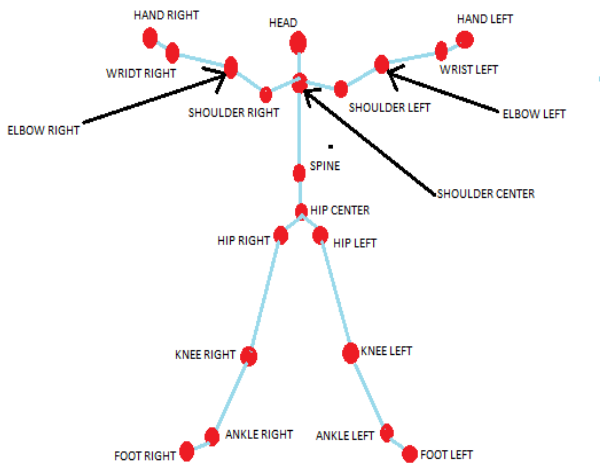 HAND RIGHT
HEAD
HAND LEFT
WRIDT RIGHT
WRIST LEFT
SHOULDER RIGHT
SHOULDER LEFT
ELBOW RIGHT
ELBOW LEFT
SPINE
SHOULDER CENTER
HIP CENTER
HIP RIGHT
HIP LEFT
KNEE RIGHT
KNEE LEFT
ANKLE RIGHT
ANKLE LEFT
FOOT RIGHT
FOOT LEFT